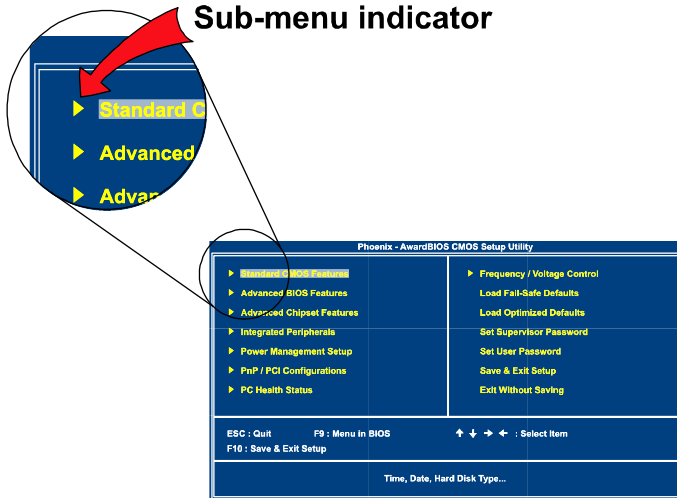 Sub-menu indicator
Standard C
Advanced
Advan
Phoenix - AwardBIOS CMOS Setup Utility
Standard CMOS Features
Advanced BIOS Features
Advanced Chipset Features
Integrated Peripherals
Power Management Setup
PnP / PCI Configurations
PC Health Status
Frequency / Voltage Control
Load Fail-Safe Defaults
Load Optimized Defaults
Set Supervisor Password
Set User Password
Save & Exit Setup
Exit Without Saving
ESC : Quit F9 : Menu in BIOS ↑ ↓ → ← : Select Item
F10 : Save & Exit Setup
Time, Date, Hard Disk Type...